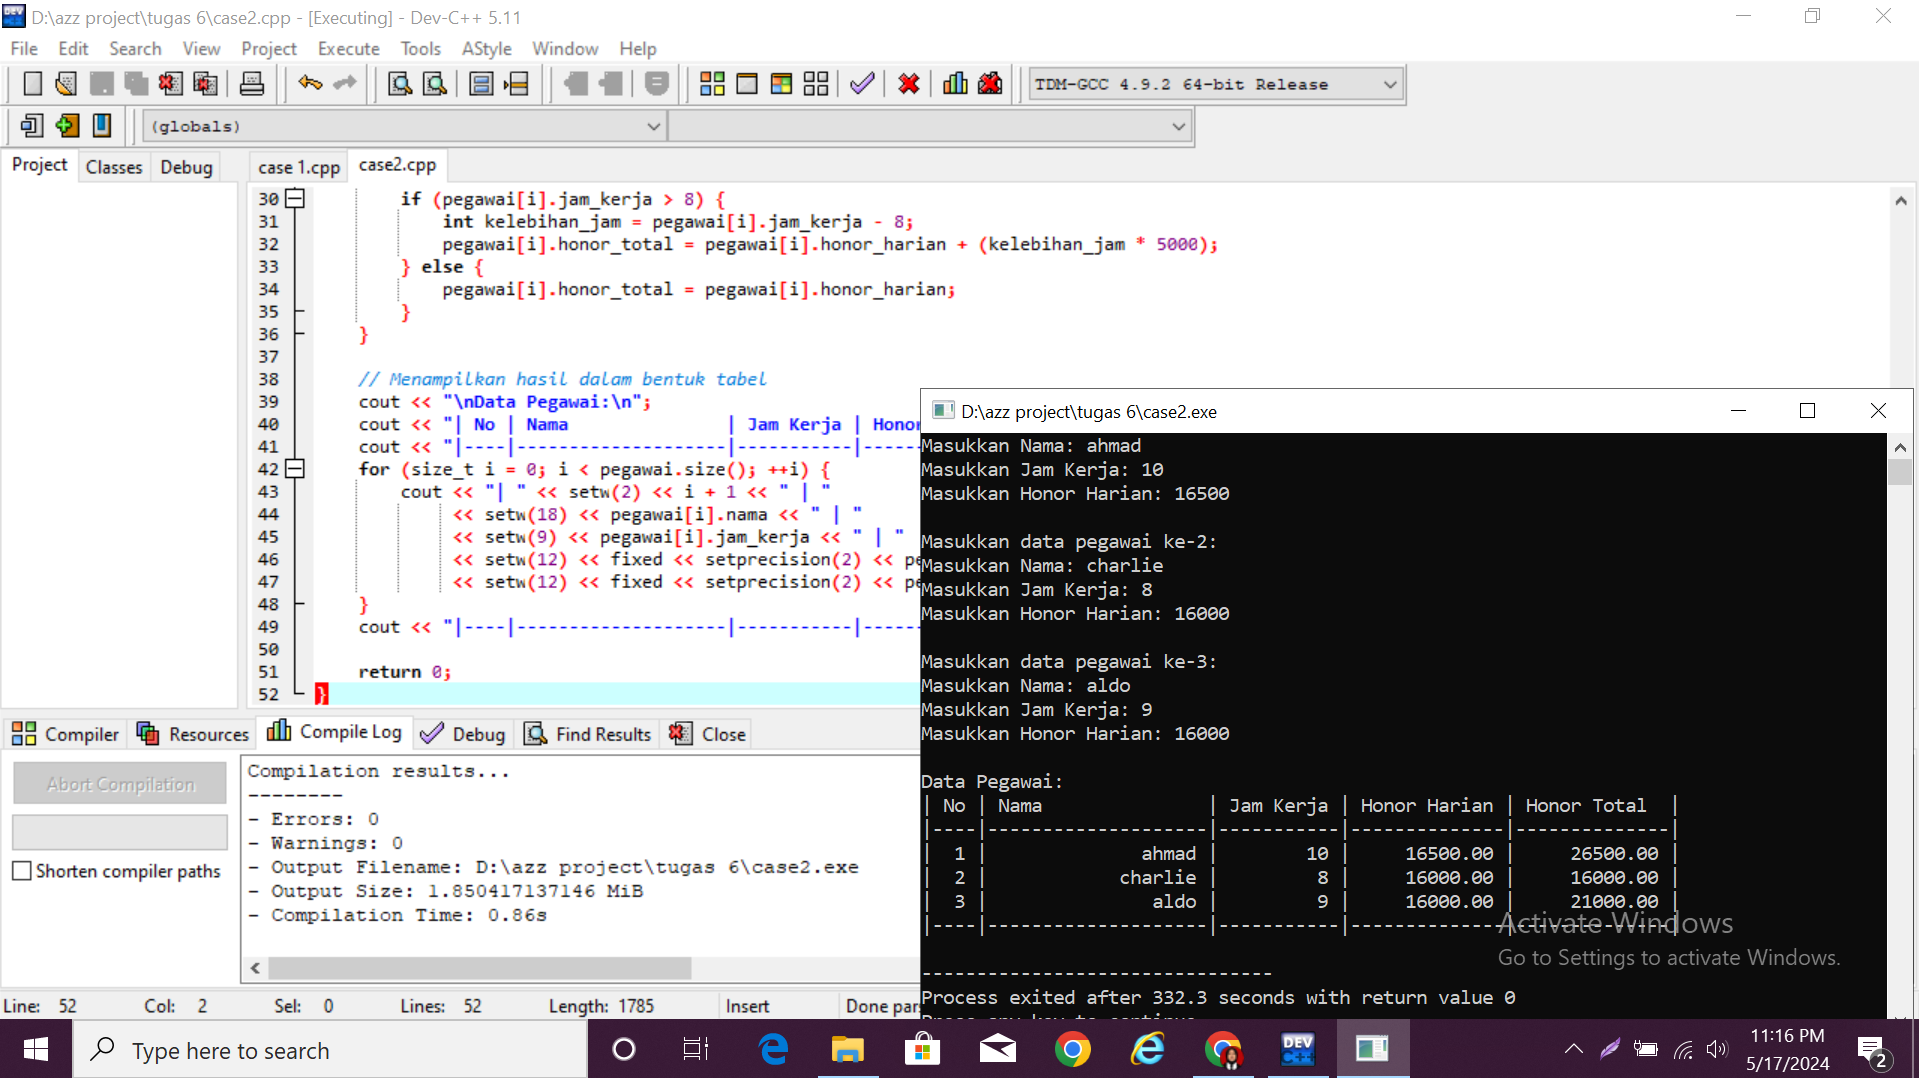 D:\azz project\tugas 6\case2.cpp - [Executing] - Dev-C++ 5.11
File Edit Search View Project Execute Tools AStyle Window Help
TDM-GCC 4.9.2 64-bit Release
(globals)
Project Classes Debug case 1.cpp case2.cpp
30 if (pegawai[i].jam_kerja > 8) {
31 int kelebihan_jam = pegawai[i].jam_kerja - 8;
32 pegawai[i].honor_total = pegawai[i].honor_harian + (kelebihan_jam * 5000);
33 } else {
34 pegawai[i].honor_total = pegawai[i].honor_harian;
35 }
36 }
37
38 // Menampilkan hasil dalam bentuk tabel
39 cout << "\nData Pegawai:\n";
40 cout << "| No | Nama | Jam Kerja | Honor
41 cout << "|----|--------------------|-----------|------
42 for (size_t i = 0; i < pegawai.size(); ++i) {
43 cout << "| " << setw(2) << i + 1 << " | "
44 << setw(18) << pegawai[i].nama << " | "
45 << setw(9) << pegawai[i].jam_kerja << " | "
46 << setw(12) << fixed << setprecision(2) << pe
47 << setw(12) << fixed << setprecision(2) << pe
48 }
49 cout << "|----|--------------------|-----------|------
50
51 return 0;
52 }
Compiler Resources Compile Log Debug Find Results Close
Abort Compilation
Shorten compiler paths
Compilation results...
--------
- Errors: 0
- Warnings: 0
- Output Filename: D:\azz project\tugas 6\case2.exe
- Output Size: 1.850417137146 MiB
- Compilation Time: 0.86s
Line: 52 Col: 2 Sel: 0 Lines: 52 Length: 1785 Insert Done par
D:\azz project\tugas 6\case2.exe
Masukkan Nama: ahmad
Masukkan Jam Kerja: 10
Masukkan Honor Harian: 16500
Masukkan data pegawai ke-2:
Masukkan Nama: charlie
Masukkan Jam Kerja: 8
Masukkan Honor Harian: 16000
Masukkan data pegawai ke-3:
Masukkan Nama: aldo
Masukkan Jam Kerja: 9
Masukkan Honor Harian: 16000
Data Pegawai:
| No | Nama | Jam Kerja | Honor Harian | Honor Total |
|----|--------------------|-----------|--------------|--------------|
| 1 | ahmad | 10 | 16500.00 | 26500.00 |
| 2 | charlie | 8 | 16000.00 | 16000.00 |
| 3 | aldo | 9 | 16000.00 | 21000.00 |
|----|--------------------|-----------|--------------|--------------|
Activate Windows
Go to Settings to activate Windows.
--------------------------------
Process exited after 332.3 seconds with return value 0
Press any key to continue
Type here to search
DEV C++
11:16 PM
5/17/2024
2